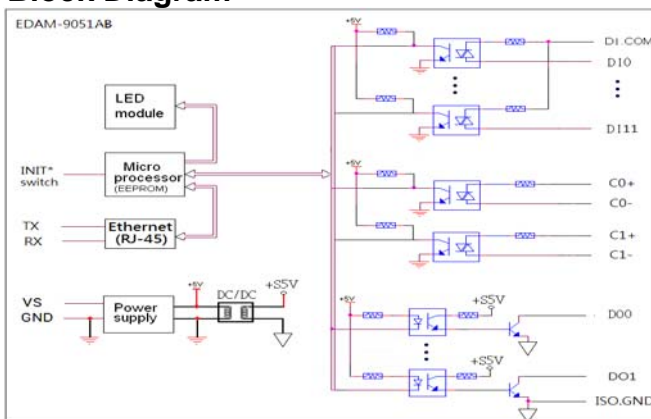 Block Diagram
EDAM-9051AB
LED
module
INIT*
switch
Micro
processor
(EEPROM)
TX
RX
Ethernet
(RJ-45)
VS
GND
Power
supply
+5V
DC/DC
+S5V
+5V
DI.COM
DI0
DI11
+5V
C0+
C0-
C1+
C1-
+5V
+S5V
DO0
+S5V
DO1
ISO.GND